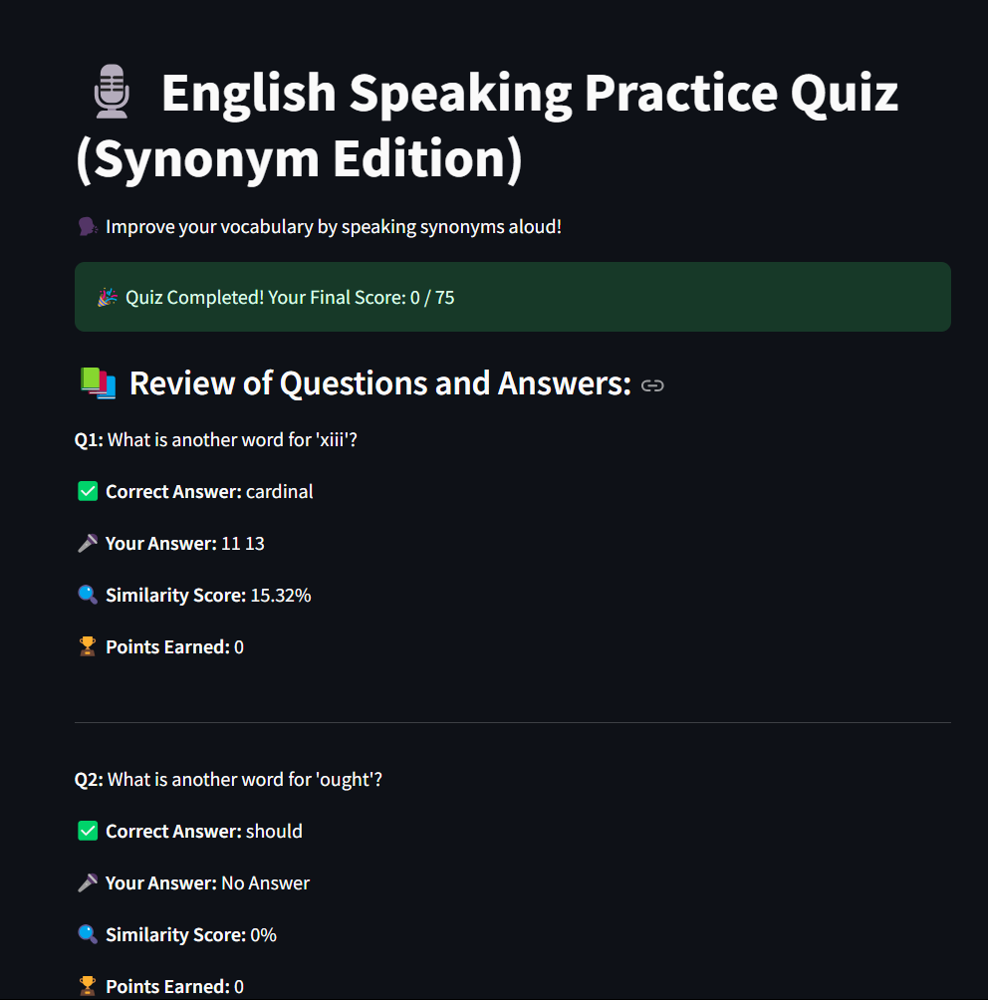 English Speaking Practice Quiz
(Synonym Edition)
Improve your vocabulary by speaking synonyms aloud!
Quiz Completed! Your Final Score: 0 / 75
Review of Questions and Answers:
Q1: What is another word for 'xiii'?
Correct Answer: cardinal
Your Answer: 11 13
Similarity Score: 15.32%
Points Earned: 0
Q2: What is another word for 'ought'?
Correct Answer: should
Your Answer: No Answer
Similarity Score: 0%
Points Earned: 0